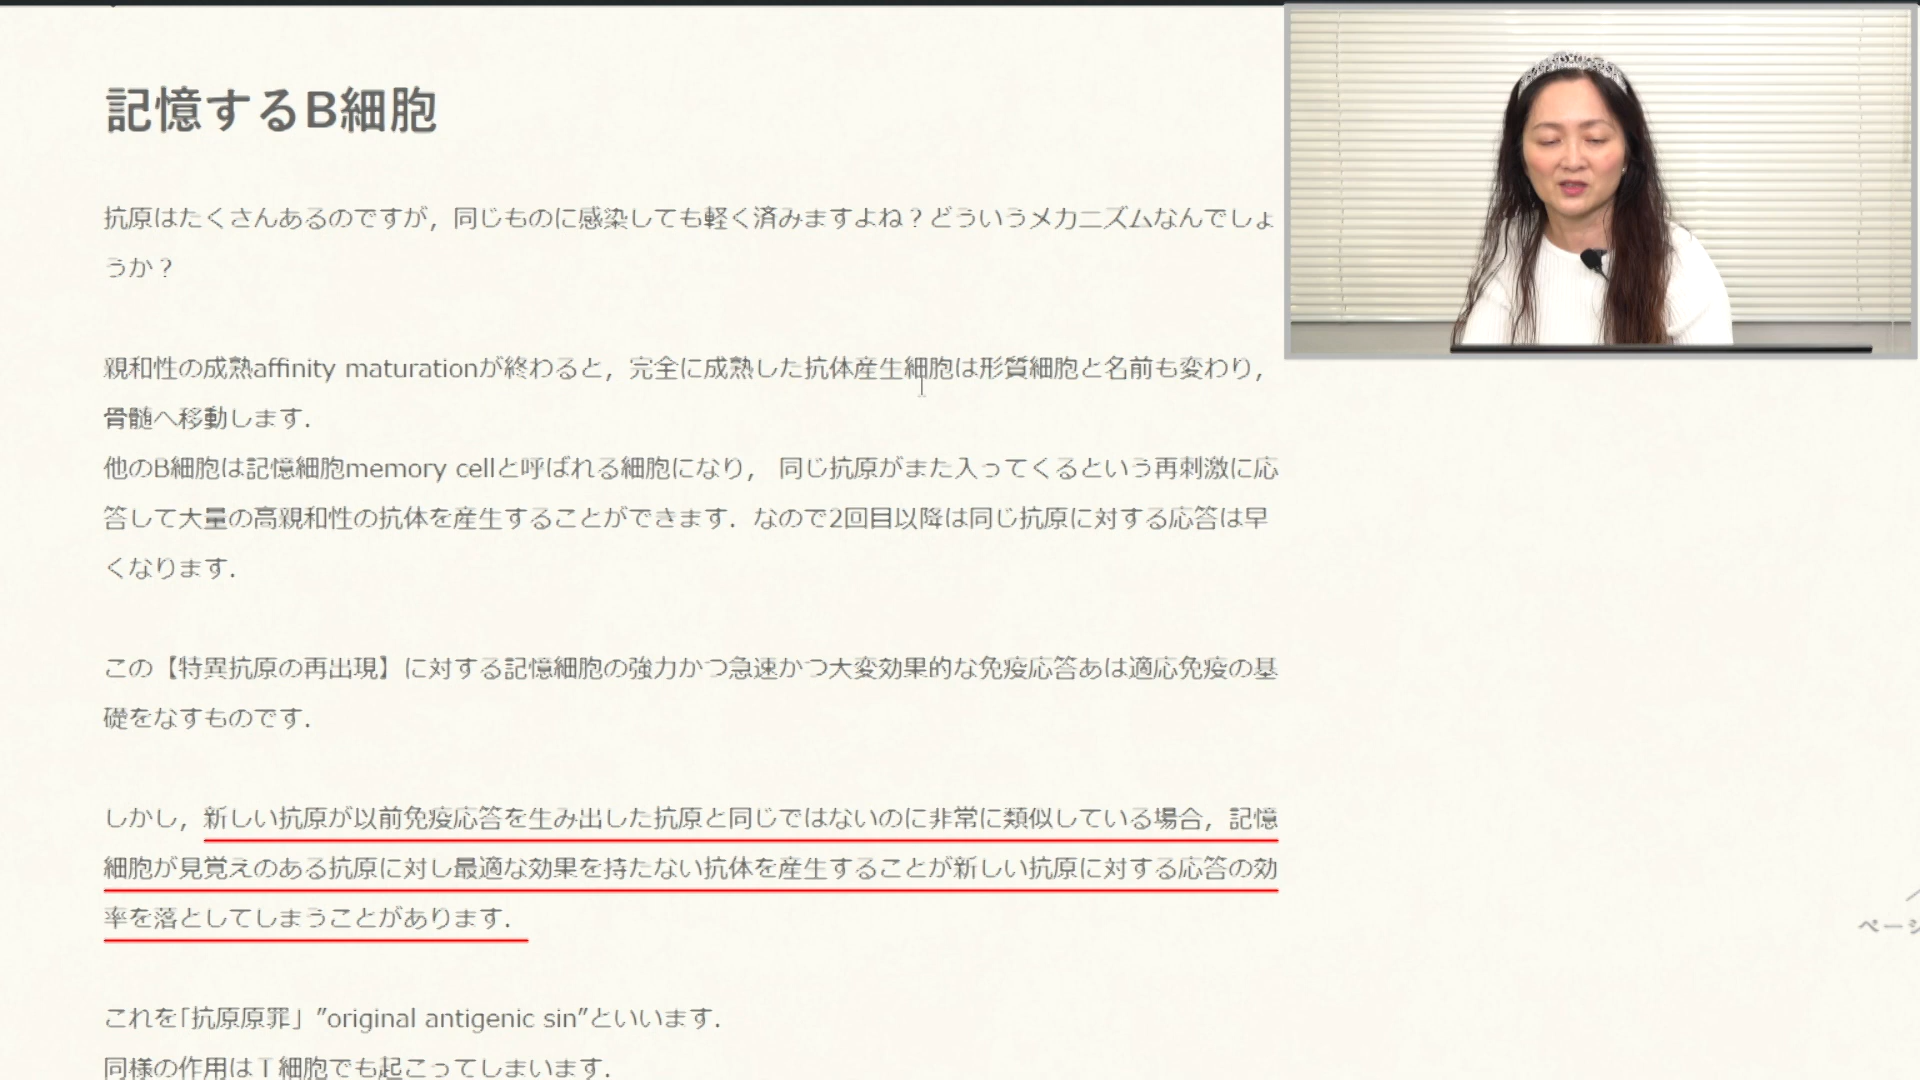 記憶するB細胞
抗原はたくさんあるのですが，同じものに感染しても軽く済みますよね？どういうメカニズムなんでしょ
うか？
親和性の成熟affinity maturationが終わると，完全に成熟した抗体産生細胞は形質細胞と名前も変わり，
骨髄へ移動します．
他のB細胞は記憶細胞memory cellと呼ばれる細胞になり， 同じ抗原がまた入ってくるという再刺激に応
答して大量の高親和性の抗体を産生することができます．なので2回目以降は同じ抗原に対する応答は早
くなります．
この【特異抗原の再出現】に対する記憶細胞の強力かつ急速かつ大変効果的な免疫応答あは適応免疫の基
礎をなすものです．
しかし，新しい抗原が以前免疫応答を生み出した抗原と同じではないのに非常に類似している場合，記憶
細胞が見覚えのある抗原に対し最適な効果を持たない抗体を産生することが新しい抗原に対する応答の効
率を落としてしまうことがあります．
ページ
これを「抗原原罪」”original antigenic sin”といいます．
同様の作用はT細胞でも起こってしまいます．